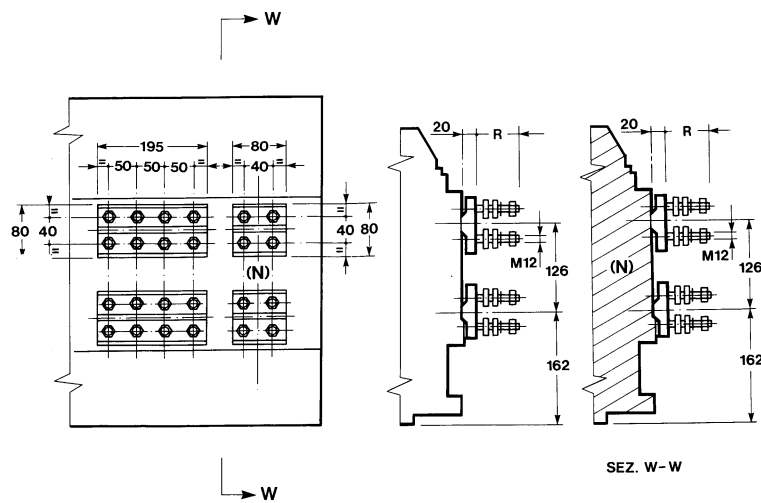 W
195
80
= 50 50 50 =
= 40 =
80
40
=
=
(N)
=
40
=
80
W
20
R
M12
126
162
20
R
(N)
M12
126
162
SEZ. W-W